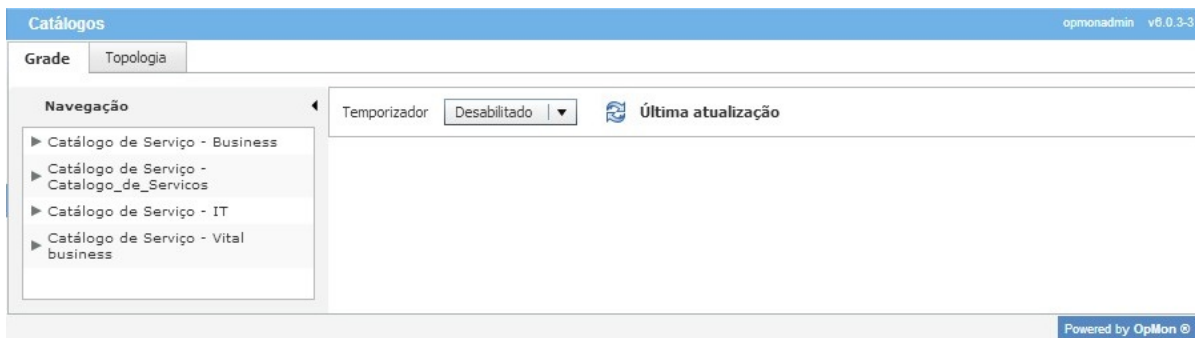 Catálogos
opmonadmin v6.0.3-3
Grade
Topologia
Navegação
Temporizador
Desabilitado
Última atualização
Catálogo de Serviço - Business
Catálogo de Serviço -
Catalogo_de_Servicos
Catálogo de Serviço - IT
Catálogo de Serviço - Vital
business
Powered by OpMon ®